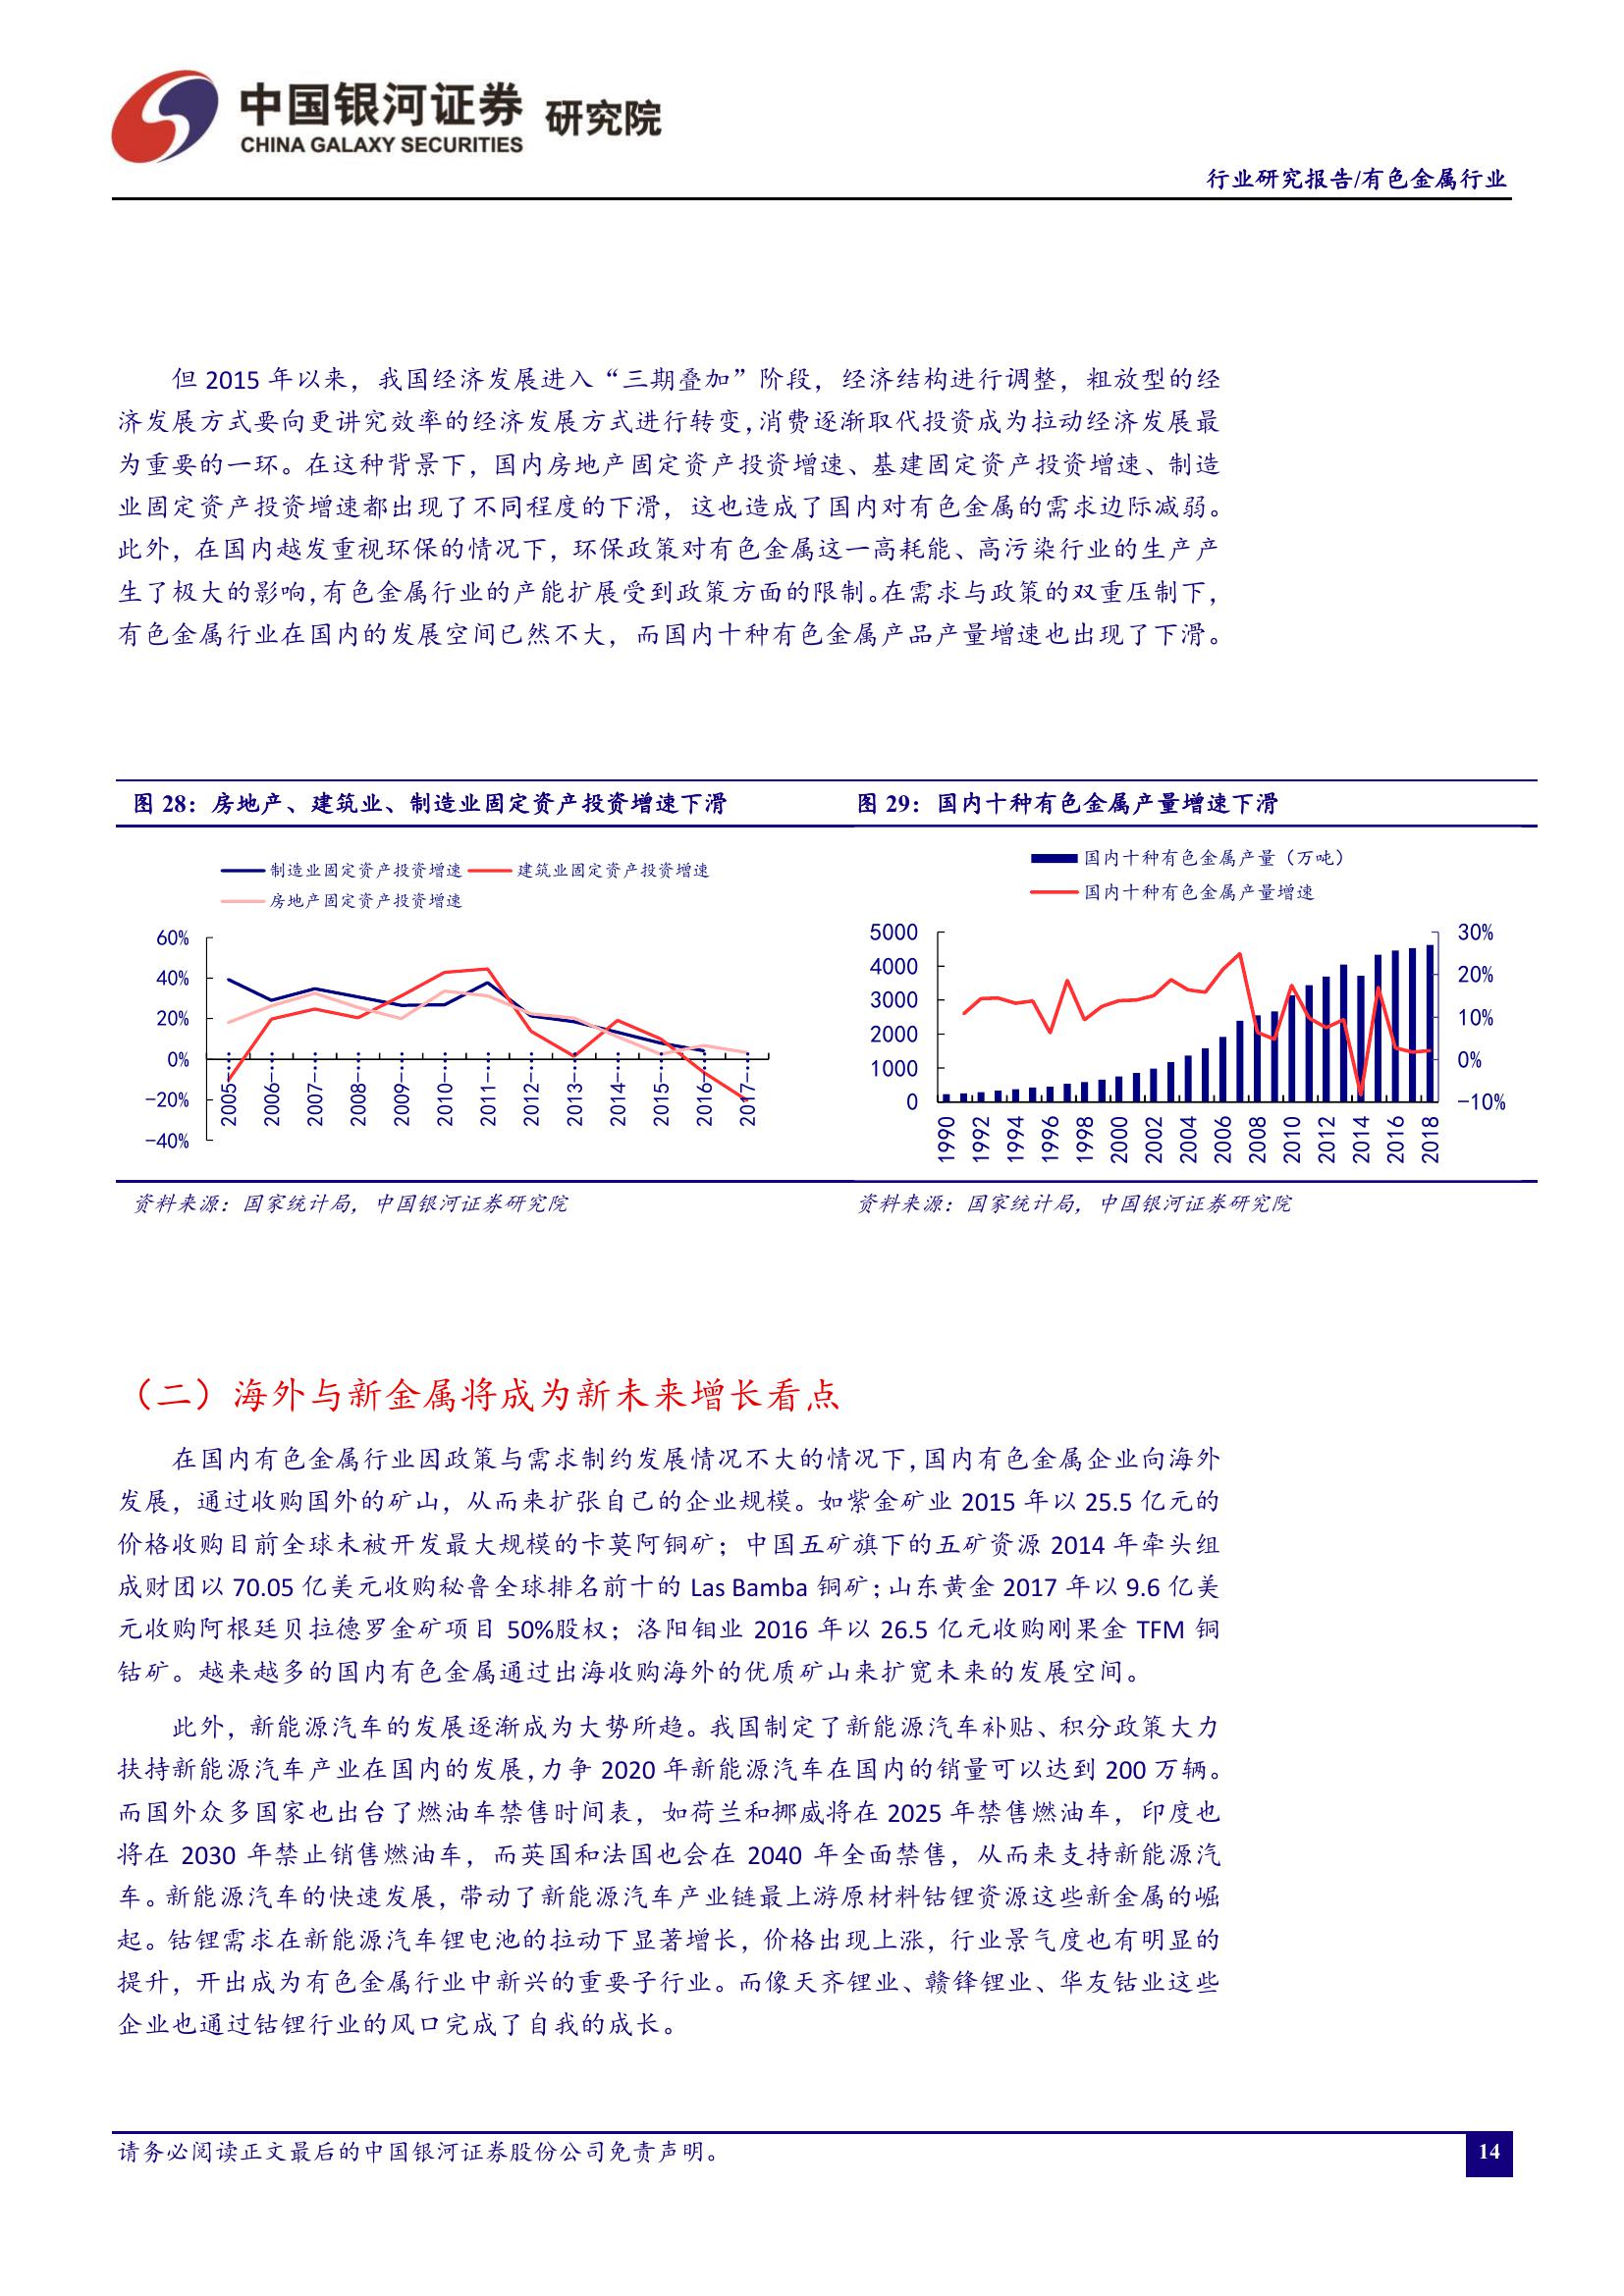 中国银河证券 研究院
CHINA GALAXY SECURITIES
行业研究报告/有色金属行业
但 2015 年以来，我国经济发展进入“三期叠加”阶段，经济结构进行调整，粗放型的经
济发展方式要向更讲究效率的经济发展方式进行转变，消费逐渐取代投资成为拉动经济发展最
为重要的一环。在这种背景下，国内房地产固定资产投资增速、基建固定资产投资增速、制造
业固定资产投资增速都出现了不同程度的下滑，这也造成了国内对有色金属的需求边际减弱。
此外，在国内越发重视环保的情况下，环保政策对有色金属这一高耗能、高污染行业的生产产
生了极大的影响，有色金属行业的产能扩展受到政策方面的限制。在需求与政策的双重压制下，
有色金属行业在国内的发展空间已然不大，而国内十种有色金属产品产量增速也出现了下滑。
图 28：房地产、建筑业、制造业固定资产投资增速下滑
制造业固定资产投资增速 建筑业固定资产投资增速
房地产固定资产投资增速
60%
40%
20%
0%
-20%
-40%
2005-… 2006-… 2007-… 2008-… 2009-… 2010-… 2011-… 2012-… 2013-… 2014-… 2015-… 2016-… 2017-…
资料来源：国家统计局，中国银河证券研究院
图 29：国内十种有色金属产量增速下滑
国内十种有色金属产量（万吨）
国内十种有色金属产量增速
5000 30%
4000 20%
3000 10%
2000 0%
1000 -10%
0
1990 1992 1994 1996 1998 2000 2002 2004 2006 2008 2010 2012 2014 2016 2018
资料来源：国家统计局，中国银河证券研究院
（二）海外与新金属将成为新未来增长看点
在国内有色金属行业因政策与需求制约发展情况不大的情况下，国内有色金属企业向海外
发展，通过收购国外的矿山，从而来扩张自己的企业规模。如紫金矿业 2015 年以 25.5 亿元的
价格收购目前全球未被开发最大规模的卡莫阿铜矿；中国五矿旗下的五矿资源 2014 年牵头组
成财团以 70.05 亿美元收购秘鲁全球排名前十的 Las Bamba 铜矿；山东黄金 2017 年以 9.6 亿美
元收购阿根廷贝拉德罗金矿项目 50%股权；洛阳钼业 2016 年以 26.5 亿元收购刚果金 TFM 铜
钴矿。越来越多的国内有色金属通过出海收购海外的优质矿山来扩宽未来的发展空间。
此外，新能源汽车的发展逐渐成为大势所趋。我国制定了新能源汽车补贴、积分政策大力
扶持新能源汽车产业在国内的发展，力争 2020 年新能源汽车在国内的销量可以达到 200 万辆。
而国外众多国家也出台了燃油车禁售时间表，如荷兰和挪威将在 2025 年禁售燃油车，印度也
将在 2030 年禁止销售燃油车，而英国和法国也会在 2040 年全面禁售，从而来支持新能源汽
车。新能源汽车的快速发展，带动了新能源汽车产业链最上游原材料钴锂资源这些新金属的崛
起。钴锂需求在新能源汽车锂电池的拉动下显著增长，价格出现上涨，行业景气度也有明显的
提升，开出成为有色金属行业中新兴的重要子行业。而像天齐锂业、赣锋锂业、华友钴业这些
企业也通过钴锂行业的风口完成了自我的成长。
请务必阅读正文最后的中国银河证券股份公司免责声明。
14